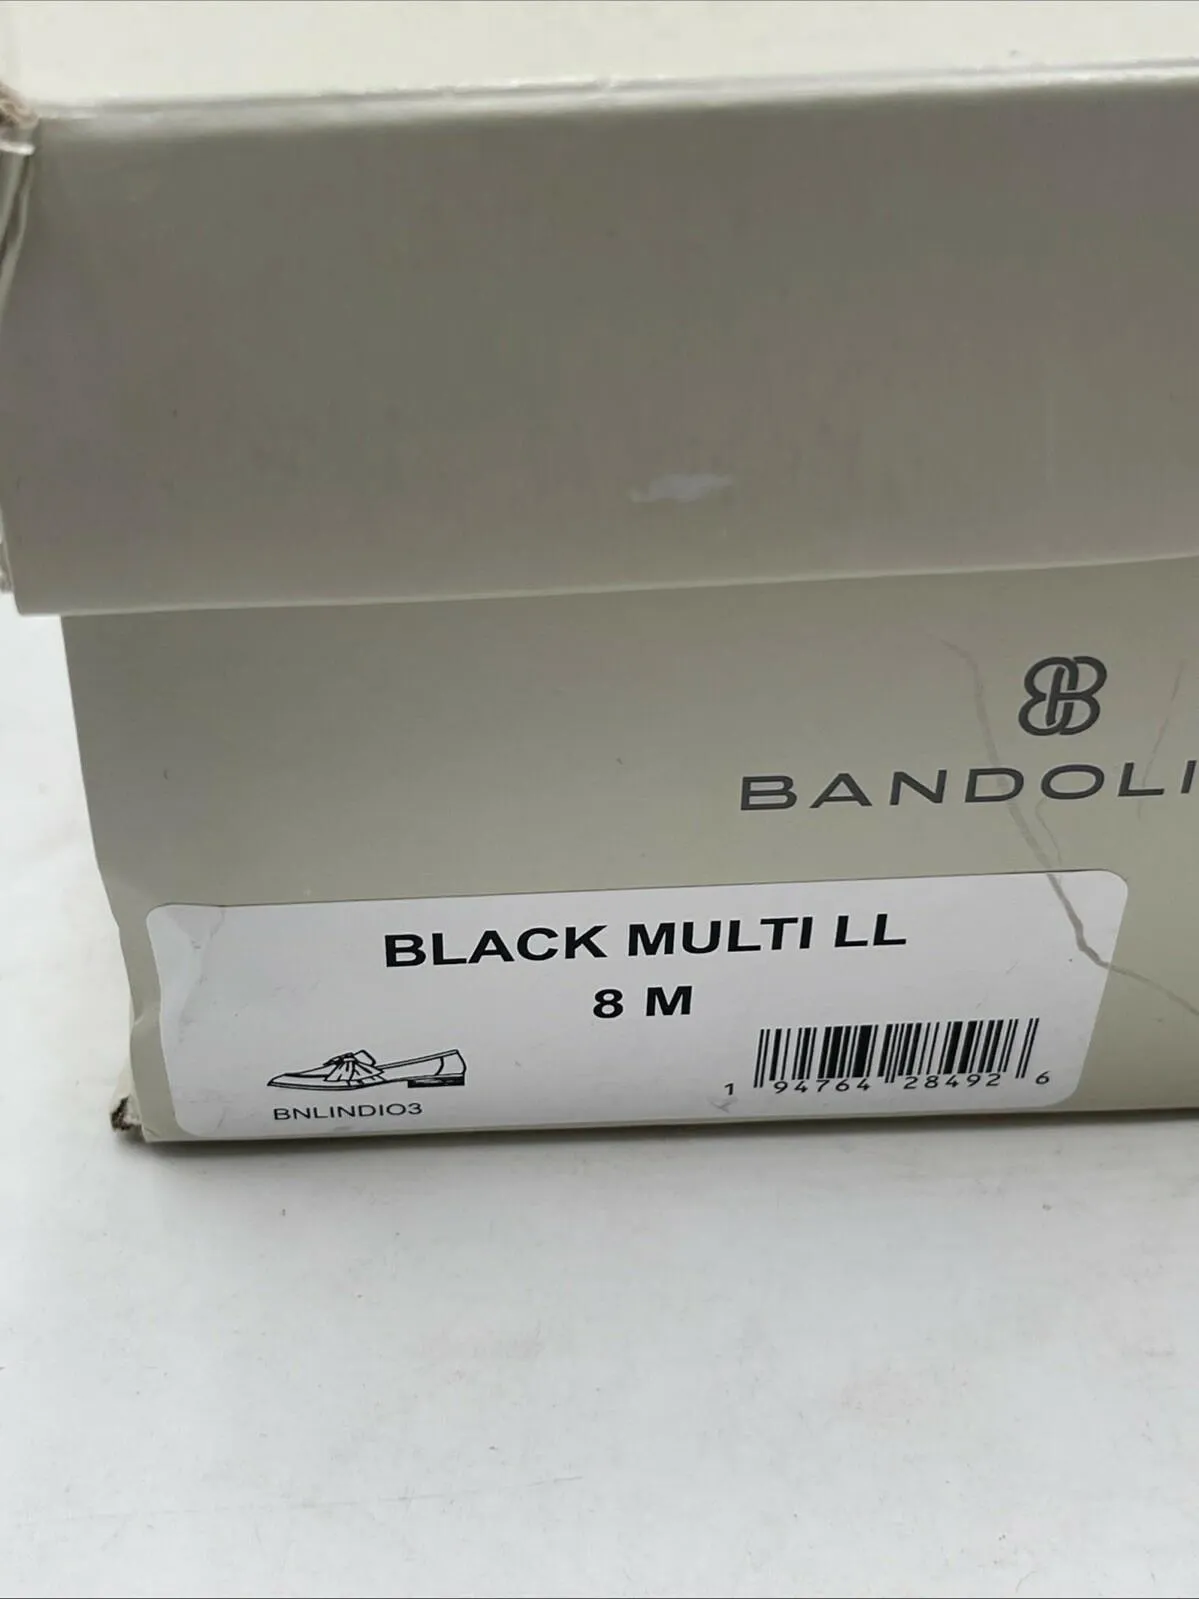 BANDOLI
BLACK MULTI LL
8 M
BNLINDIO3
1 94764 28492 6